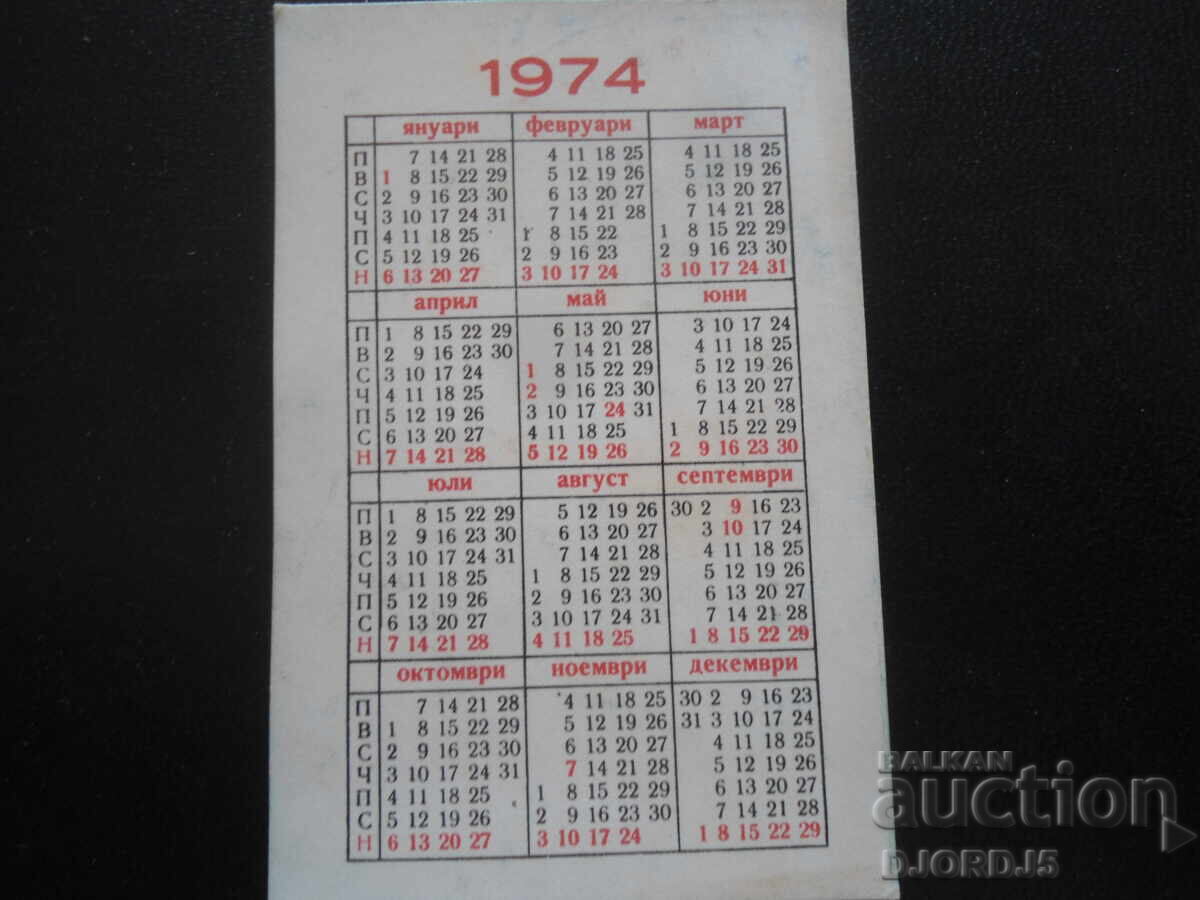 1974
януари февруари март
П 7 14 21 28 4 11 18 25 4 11 18 25
В 1 8 15 22 29 5 12 19 26 5 12 19 26
С 2 9 16 23 30 6 13 20 27 6 13 20 27
Ч 3 10 17 24 31 7 14 21 28 7 14 21 28
П 4 11 18 25 1 8 15 22 1 8 15 22 29
С 5 12 19 26 2 9 16 23 2 9 16 23 30
Н 6 13 20 27 3 10 17 24 3 10 17 24 31
април май юни
П 1 8 15 22 29 6 13 20 27 3 10 17 24
В 2 9 16 23 30 7 14 21 28 4 11 18 25
С 3 10 17 24 1 8 15 22 29 5 12 19 26
Ч 4 11 18 25 2 9 16 23 30 6 13 20 27
П 5 12 19 26 3 10 17 24 31 7 14 21 28
С 6 13 20 27 4 11 18 25 1 8 15 22 29
Н 7 14 21 28 5 12 19 26 2 9 16 23 30
юли август септември
П 1 8 15 22 29 5 12 19 26 30 2 9 16 23
В 2 9 16 23 30 6 13 20 27 3 10 17 24
С 3 10 17 24 31 7 14 21 28 4 11 18 25
Ч 4 11 18 25 1 8 15 22 29 5 12 19 26
П 5 12 19 26 2 9 16 23 30 6 13 20 27
С 6 13 20 27 3 10 17 24 31 7 14 21 28
Н 7 14 21 28 4 11 18 25 1 8 15 22 29
октомври ноември декември
П 7 14 21 28 4 11 18 25 30 2 9 16 23
В 1 8 15 22 29 5 12 19 26 31 3 10 17 24
С 2 9 16 23 30 6 13 20 27 4 11 18 25
Ч 3 10 17 24 31 7 14 21 28 5 12 19 26
П 4 11 18 25 1 8 15 22 29 6 13 20 27
С 5 12 19 26 2 9 16 23 30 7 14 21 28
Н 6 13 20 27 3 10 17 24 1 8 15 22 29
BALKAN
auction
DJORDJ5